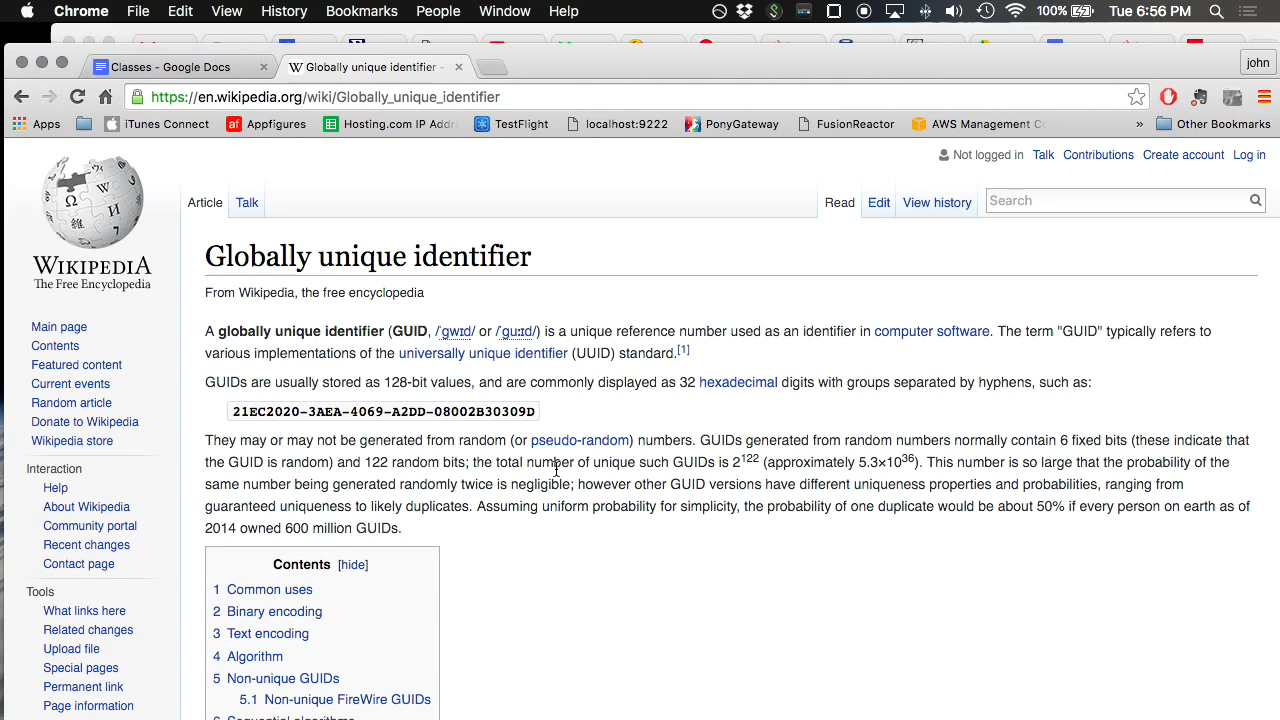 Chrome File Edit View History Bookmarks People Window Help 100% Tue 6:56 PM
Classes - Google Docs Globally unique identifier - john
https://en.wikipedia.org/wiki/Globally_unique_identifier
Apps iTunes Connect Appfigures Hosting.com IP Addr TestFlight localhost:9222 PonyGateway FusionReactor AWS Management Co » Other Bookmarks
Not logged in Talk Contributions Create account Log in
Article Talk Read Edit View history Search
WIKIPEDIA
The Free Encyclopedia
Globally unique identifier
From Wikipedia, the free encyclopedia
A globally unique identifier (GUID, /ˈɡwɪd/ or /ˈɡuːɪd/) is a unique reference number used as an identifier in computer software. The term "GUID" typically refers to
various implementations of the universally unique identifier (UUID) standard.[1]
GUIDs are usually stored as 128-bit values, and are commonly displayed as 32 hexadecimal digits with groups separated by hyphens, such as:
21EC2020-3AEA-4069-A2DD-08002B30309D
They may or may not be generated from random (or pseudo-random) numbers. GUIDs generated from random numbers normally contain 6 fixed bits (these indicate that
the GUID is random) and 122 random bits; the total number of unique such GUIDs is 2¹²² (approximately 5.3×10³⁶). This number is so large that the probability of the
same number being generated randomly twice is negligible; however other GUID versions have different uniqueness properties and probabilities, ranging from
guaranteed uniqueness to likely duplicates. Assuming uniform probability for simplicity, the probability of one duplicate would be about 50% if every person on earth as of
2014 owned 600 million GUIDs.
Contents [hide]
1 Common uses
2 Binary encoding
3 Text encoding
4 Algorithm
5 Non-unique GUIDs
5.1 Non-unique FireWire GUIDs
6 Sequential algorithms
Main page
Contents
Featured content
Current events
Random article
Donate to Wikipedia
Wikipedia store
Interaction
Help
About Wikipedia
Community portal
Recent changes
Contact page
Tools
What links here
Related changes
Upload file
Special pages
Permanent link
Page information